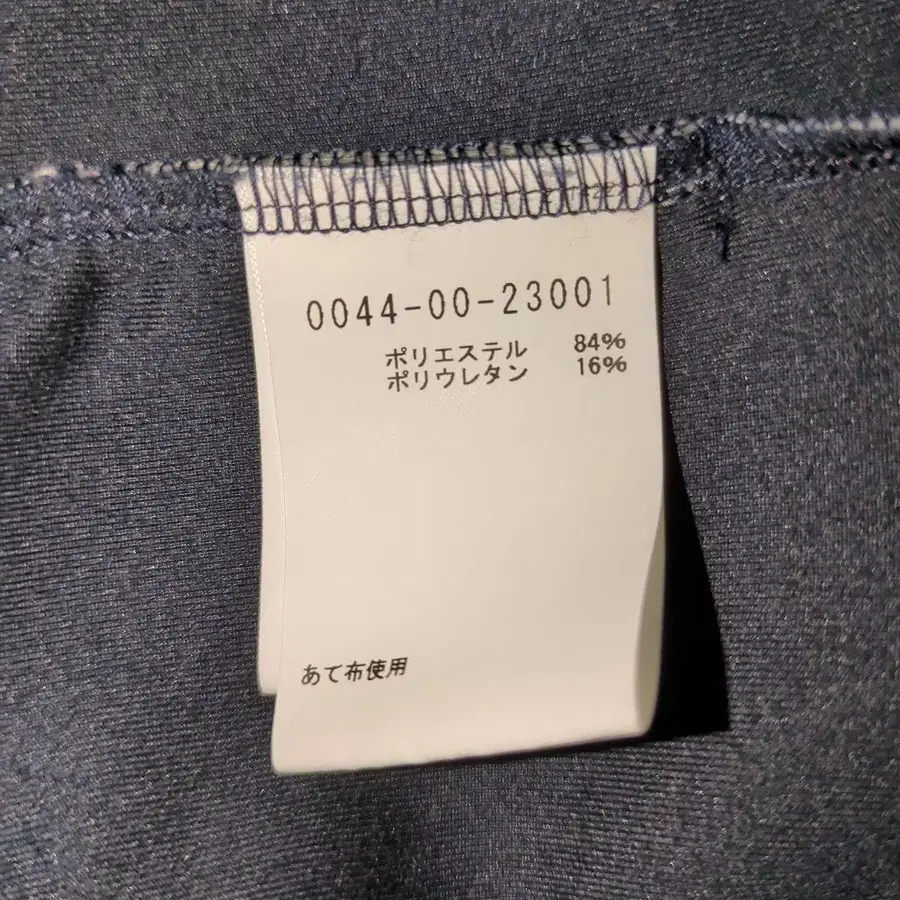 0044-00-23001
ポリエステル 84%
ポリウレタン 16%
あて布使用